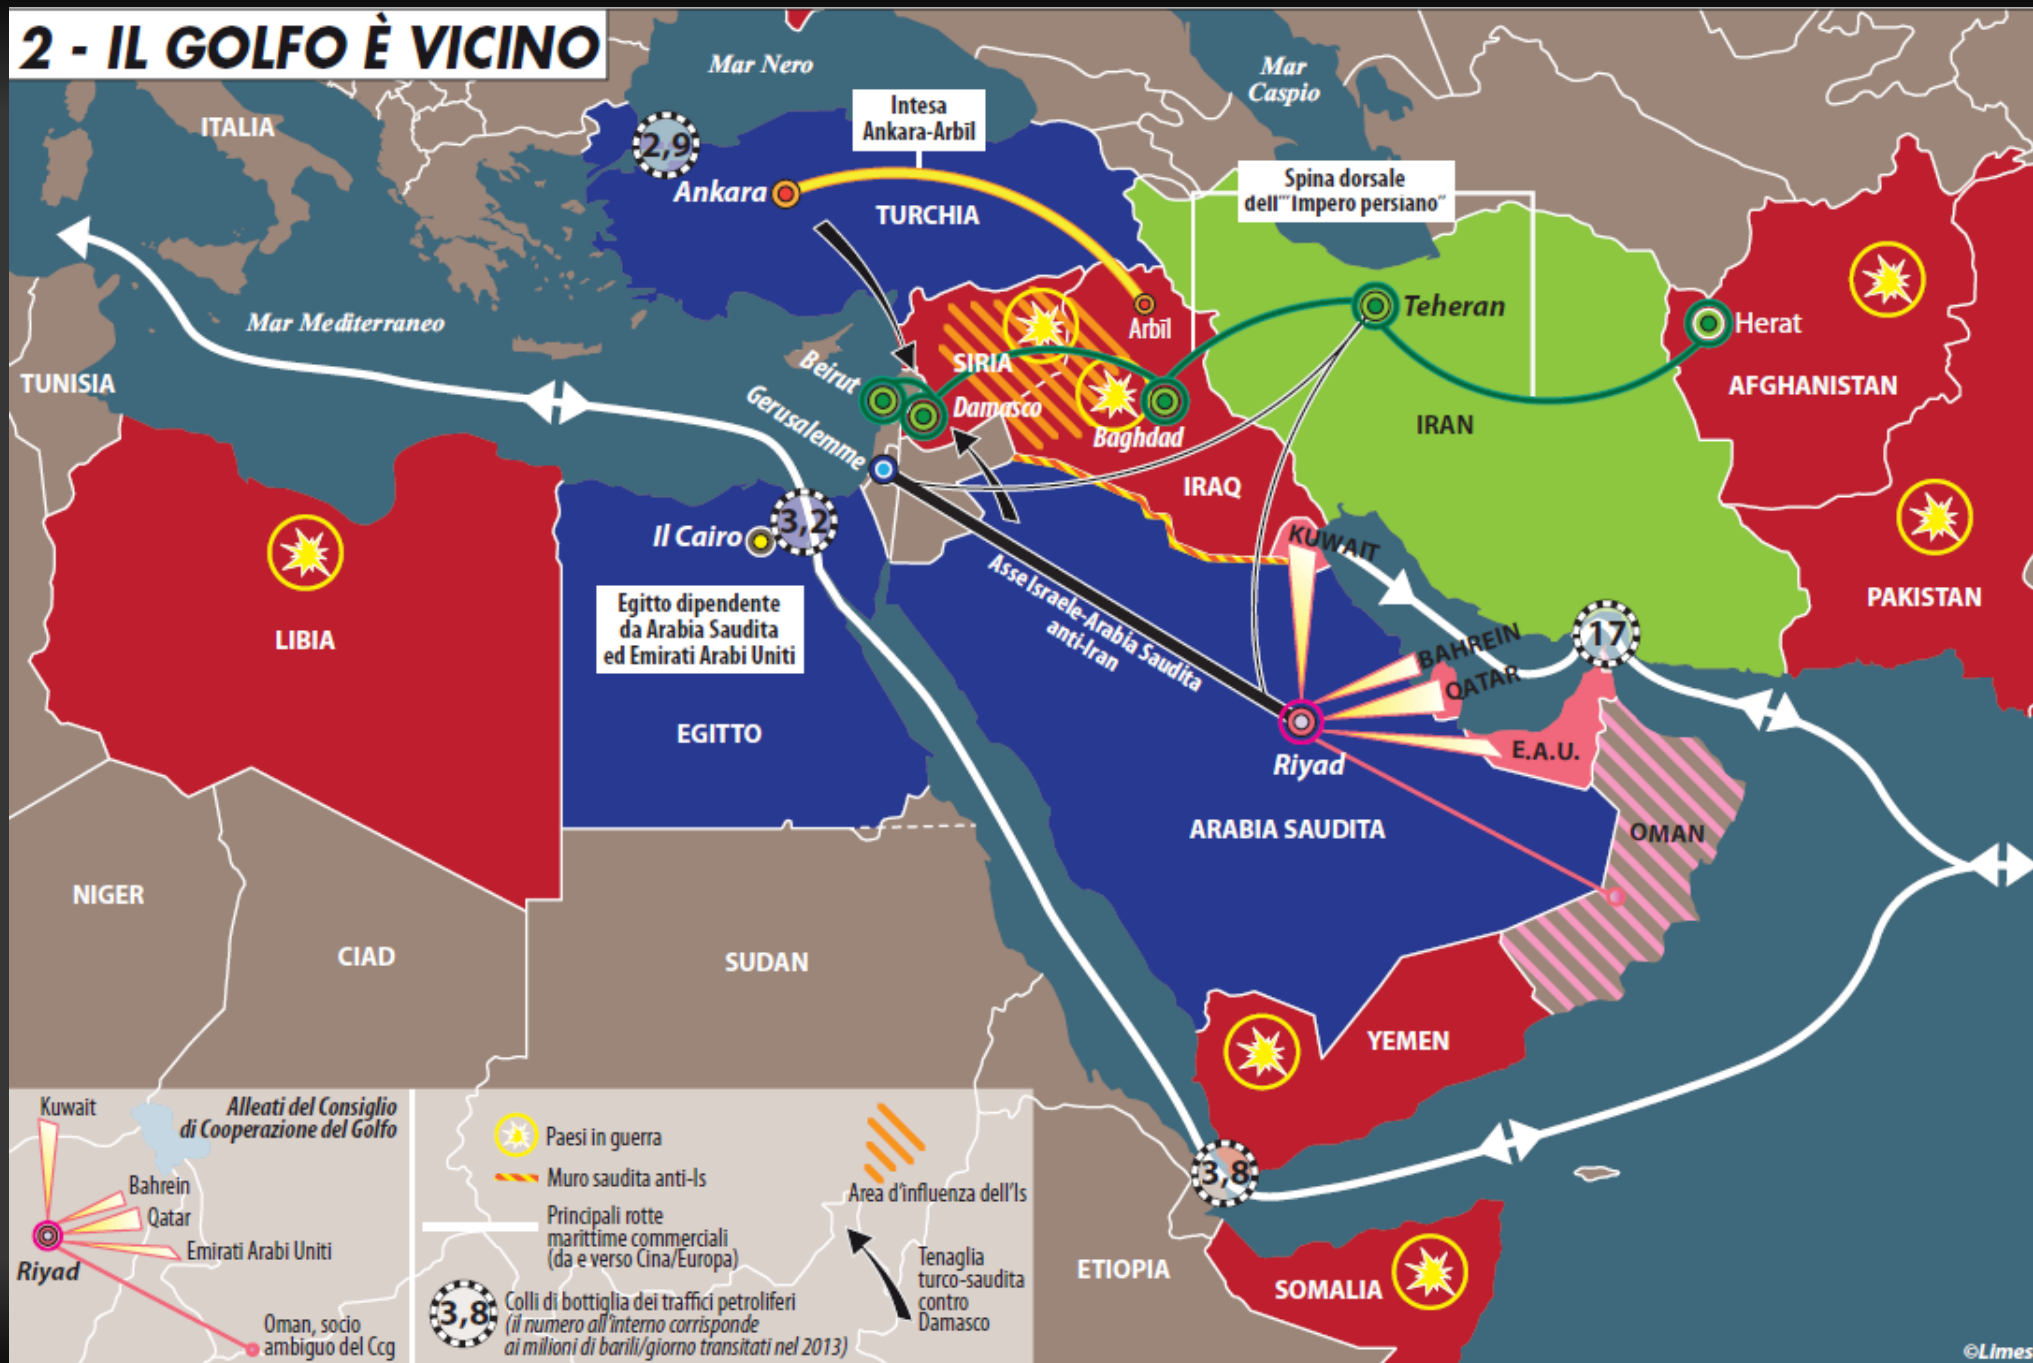 2 - IL GOLFO È VICINO
Mar Nero
Mar
Caspio
ITALIA
2,9
Intesa
Ankara-Arbīl
Ankara
TURCHIA
Spina dorsale
dell'"Impero persiano"
Mar Mediterraneo
TUNISIA
Arbīl
Teheran
Herat
SIRIA
Beirut
Damasco
Gerusalemme
Baghdad
AFGHANISTAN
IRAN
IRAQ
Il Cairo
3,2
KUWAIT
PAKISTAN
LIBIA
Egitto dipendente
da Arabia Saudita
ed Emirati Arabi Uniti
Asse Israele-Arabia Saudita
anti-Iran
17
BAHREIN
QATAR
EGITTO
Riyad
E.A.U.
ARABIA SAUDITA
OMAN
NIGER
CIAD
SUDAN
YEMEN
3,8
ETIOPIA
SOMALIA
Alleati del Consiglio
di Cooperazione del Golfo
Kuwait
Bahrein
Qatar
Emirati Arabi Uniti
Riyad
Oman, socio
ambiguo del Ccg
Paesi in guerra
Muro saudita anti-Is
Principali rotte
marittime commerciali
(da e verso Cina/Europa)
3,8
Colli di bottiglia dei traffici petroliferi
(il numero all'interno corrisponde
ai milioni di barili/giorno transitati nel 2013)
Area d'influenza dell'Is
Tenaglia
turco-saudita
contro
Damasco
©Limes